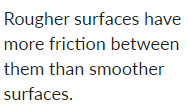 Rougher surfaces have
more friction between
them than smoother
surfaces.